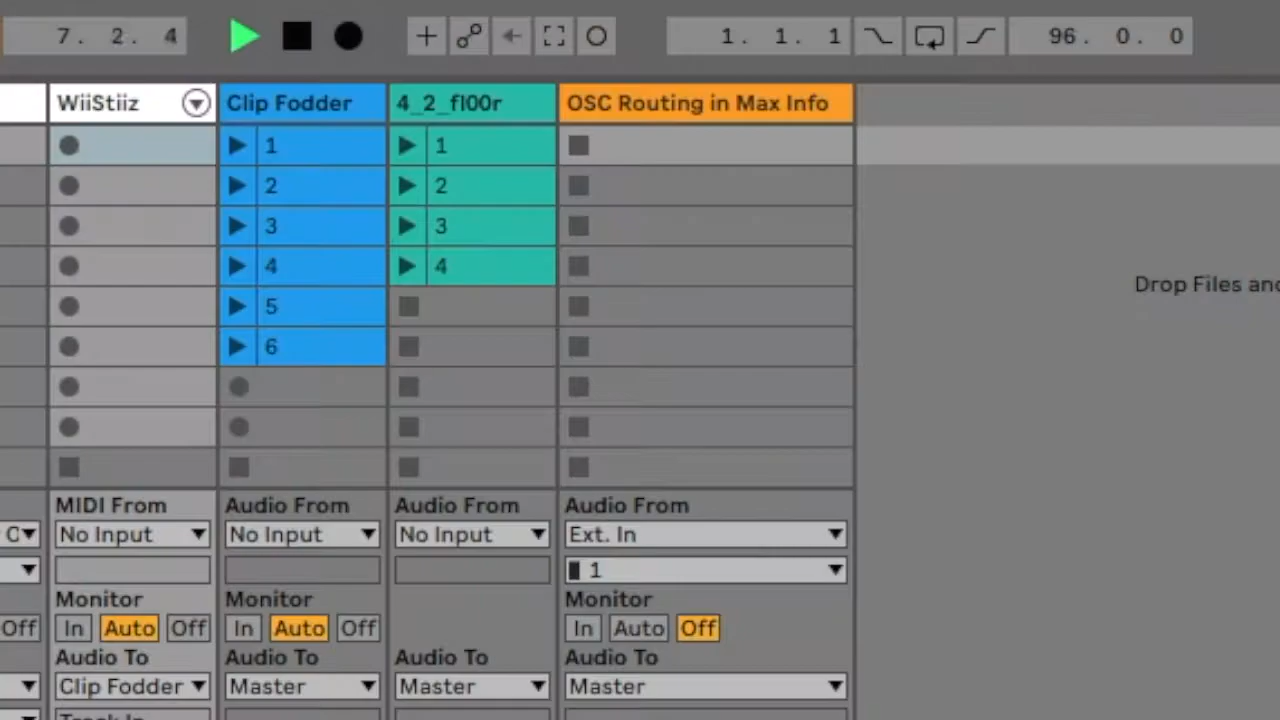 7. 2. 4 1. 1. 1 96. 0. 0
WiiStiiz Clip Fodder 4_2_fl00r OSC Routing in Max Info
1 1
2 2
3 3
4 4
Drop Files and
5
6
MIDI From Audio From Audio From Audio From
No Input No Input No Input Ext. In
1
Monitor Monitor Monitor
Off In Auto Off In Auto Off In Auto Off
Audio To Audio To Audio To Audio To
Clip Fodder Master Master Master
Track In